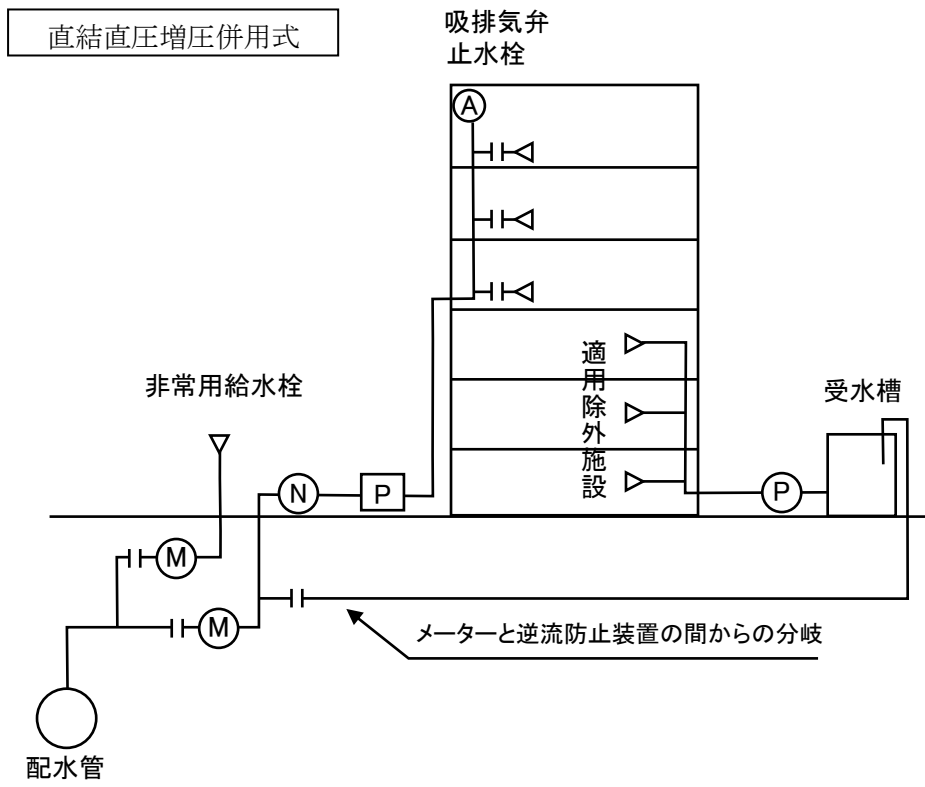 直結直圧増圧併用式
吸排気弁
止水栓
A
適用除外施設
非常用給水栓
受水槽
N
P
P
M
M
メーターと逆流防止装置の間からの分岐
配水管